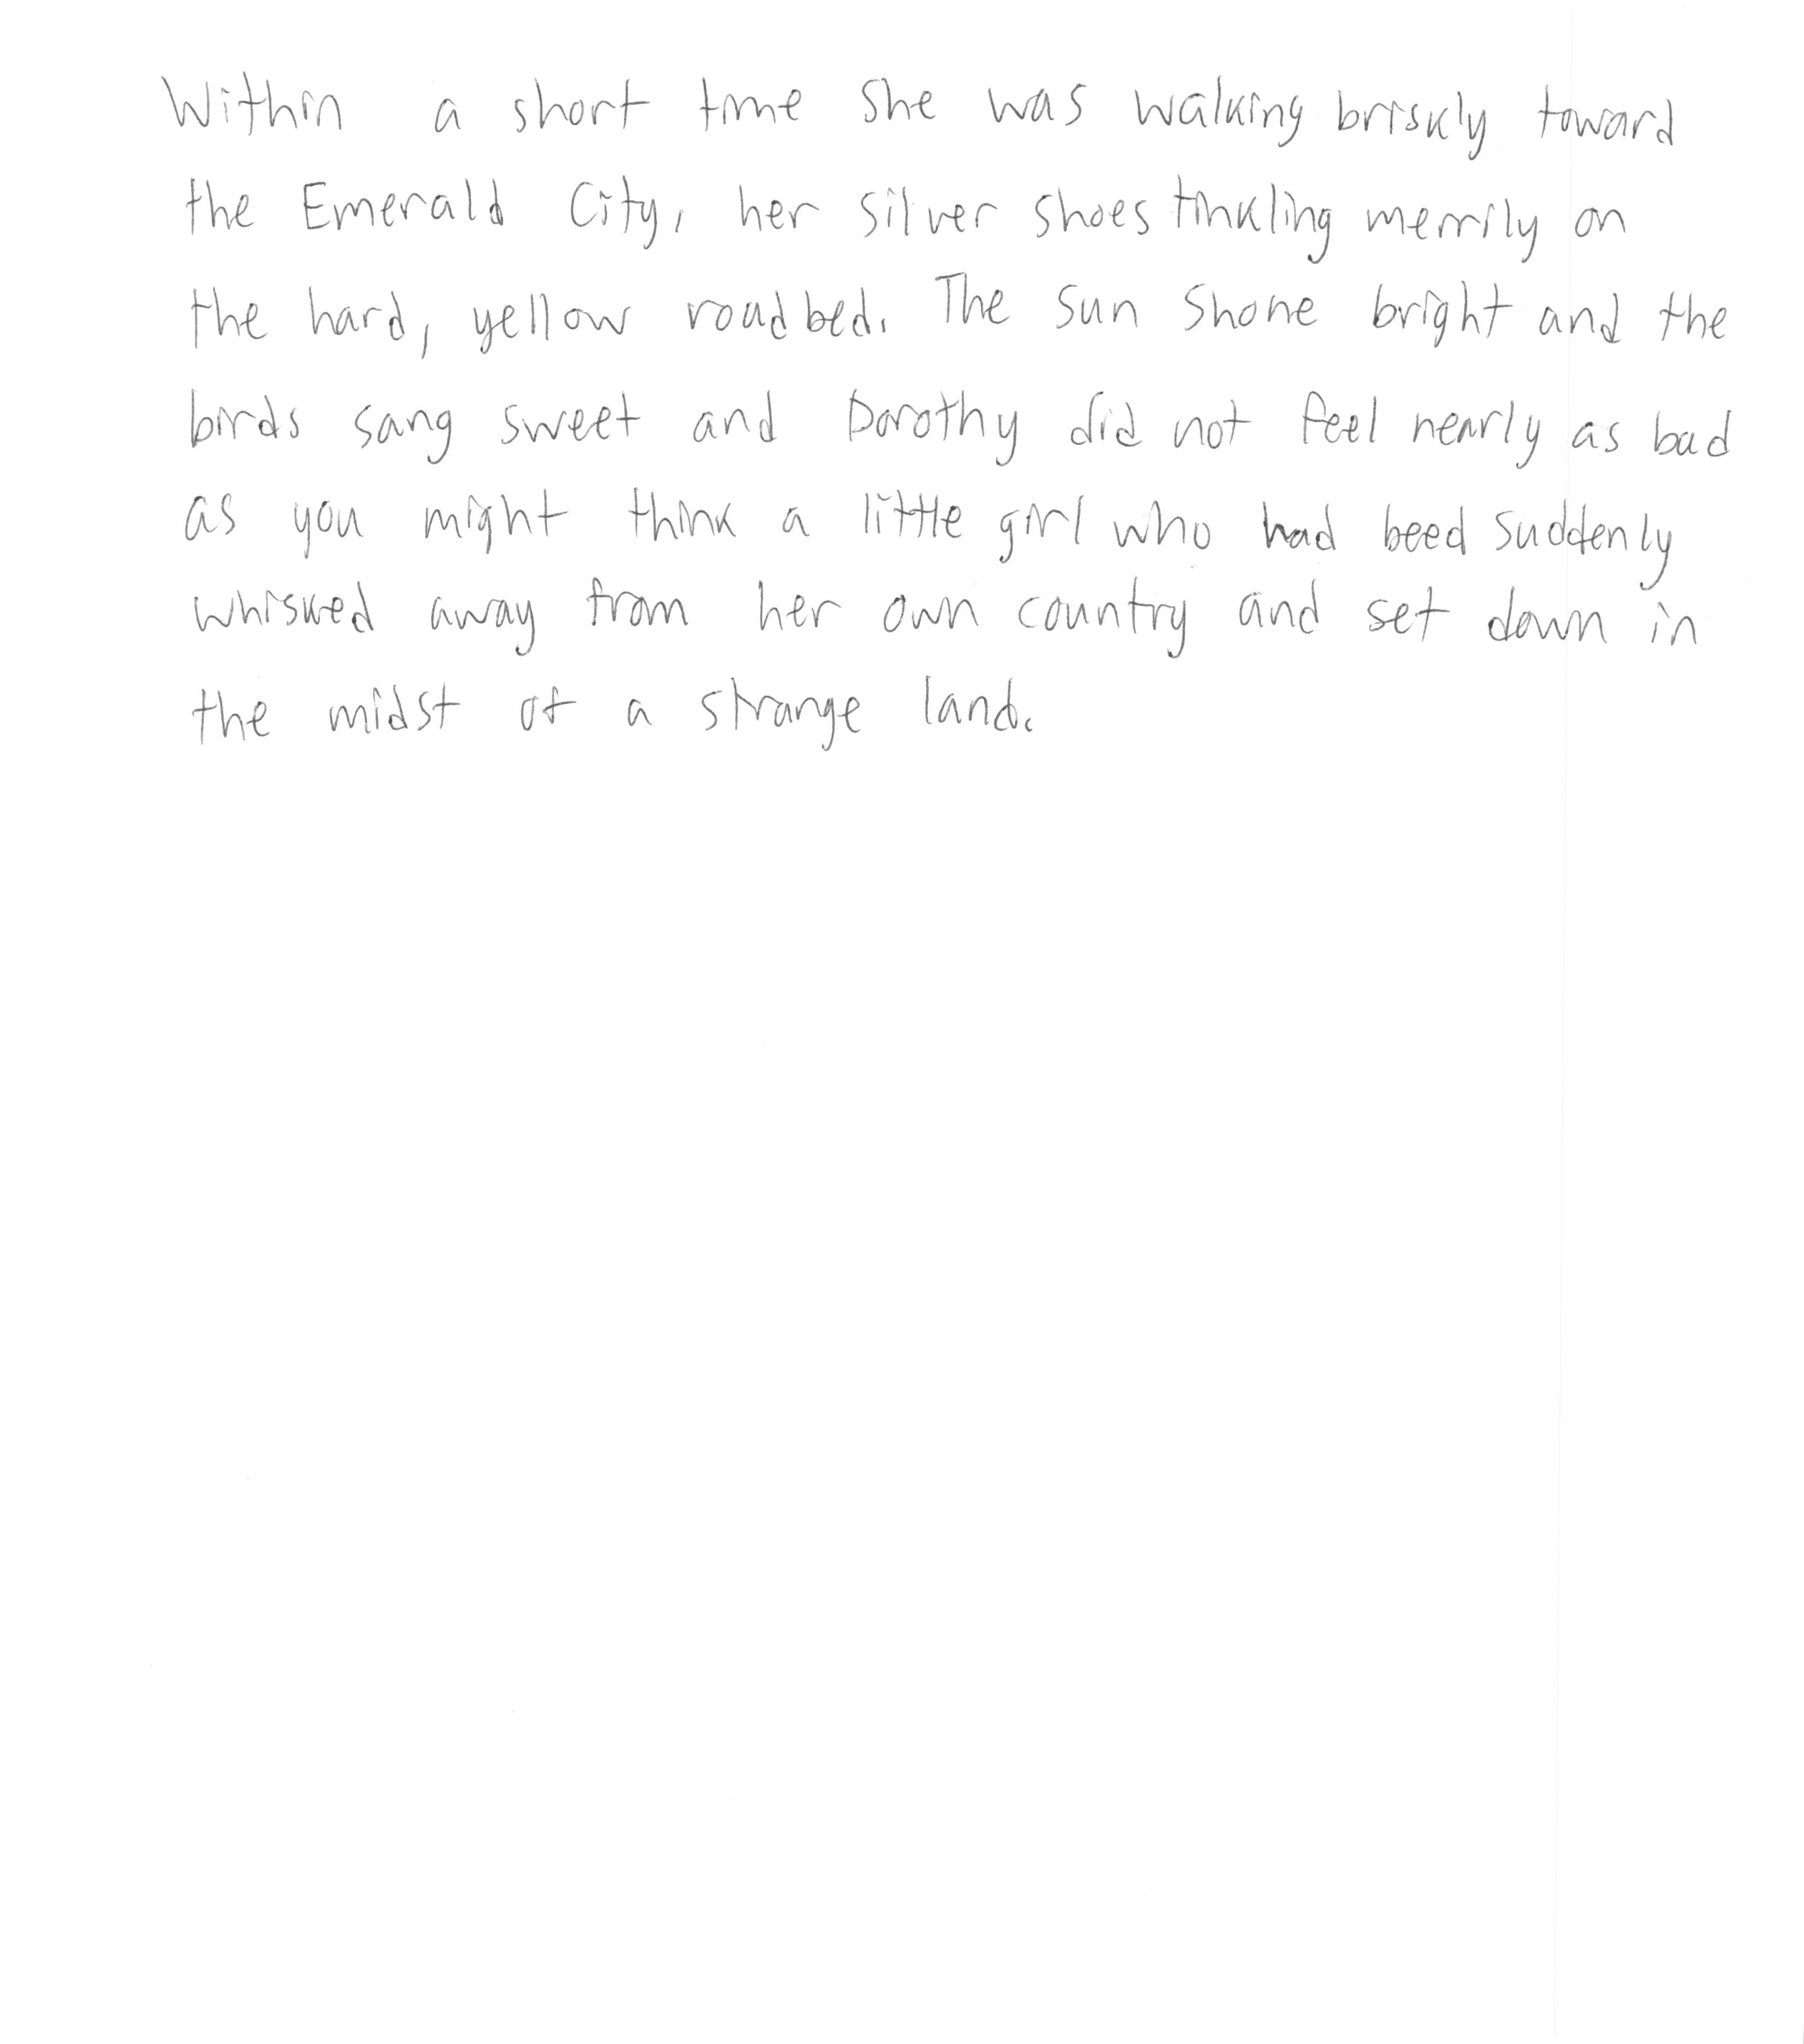 Within a short time she was walking briskly toward
the Emerald City, her silver shoes tinkling merrily on
the hard, yellow roadbed. The sun shone bright and the
birds sang sweet and Dorothy did not feel nearly as bad
as you might think a little girl who had beed suddenly
whisked away from her own country and set down in
the midst of a strange land.